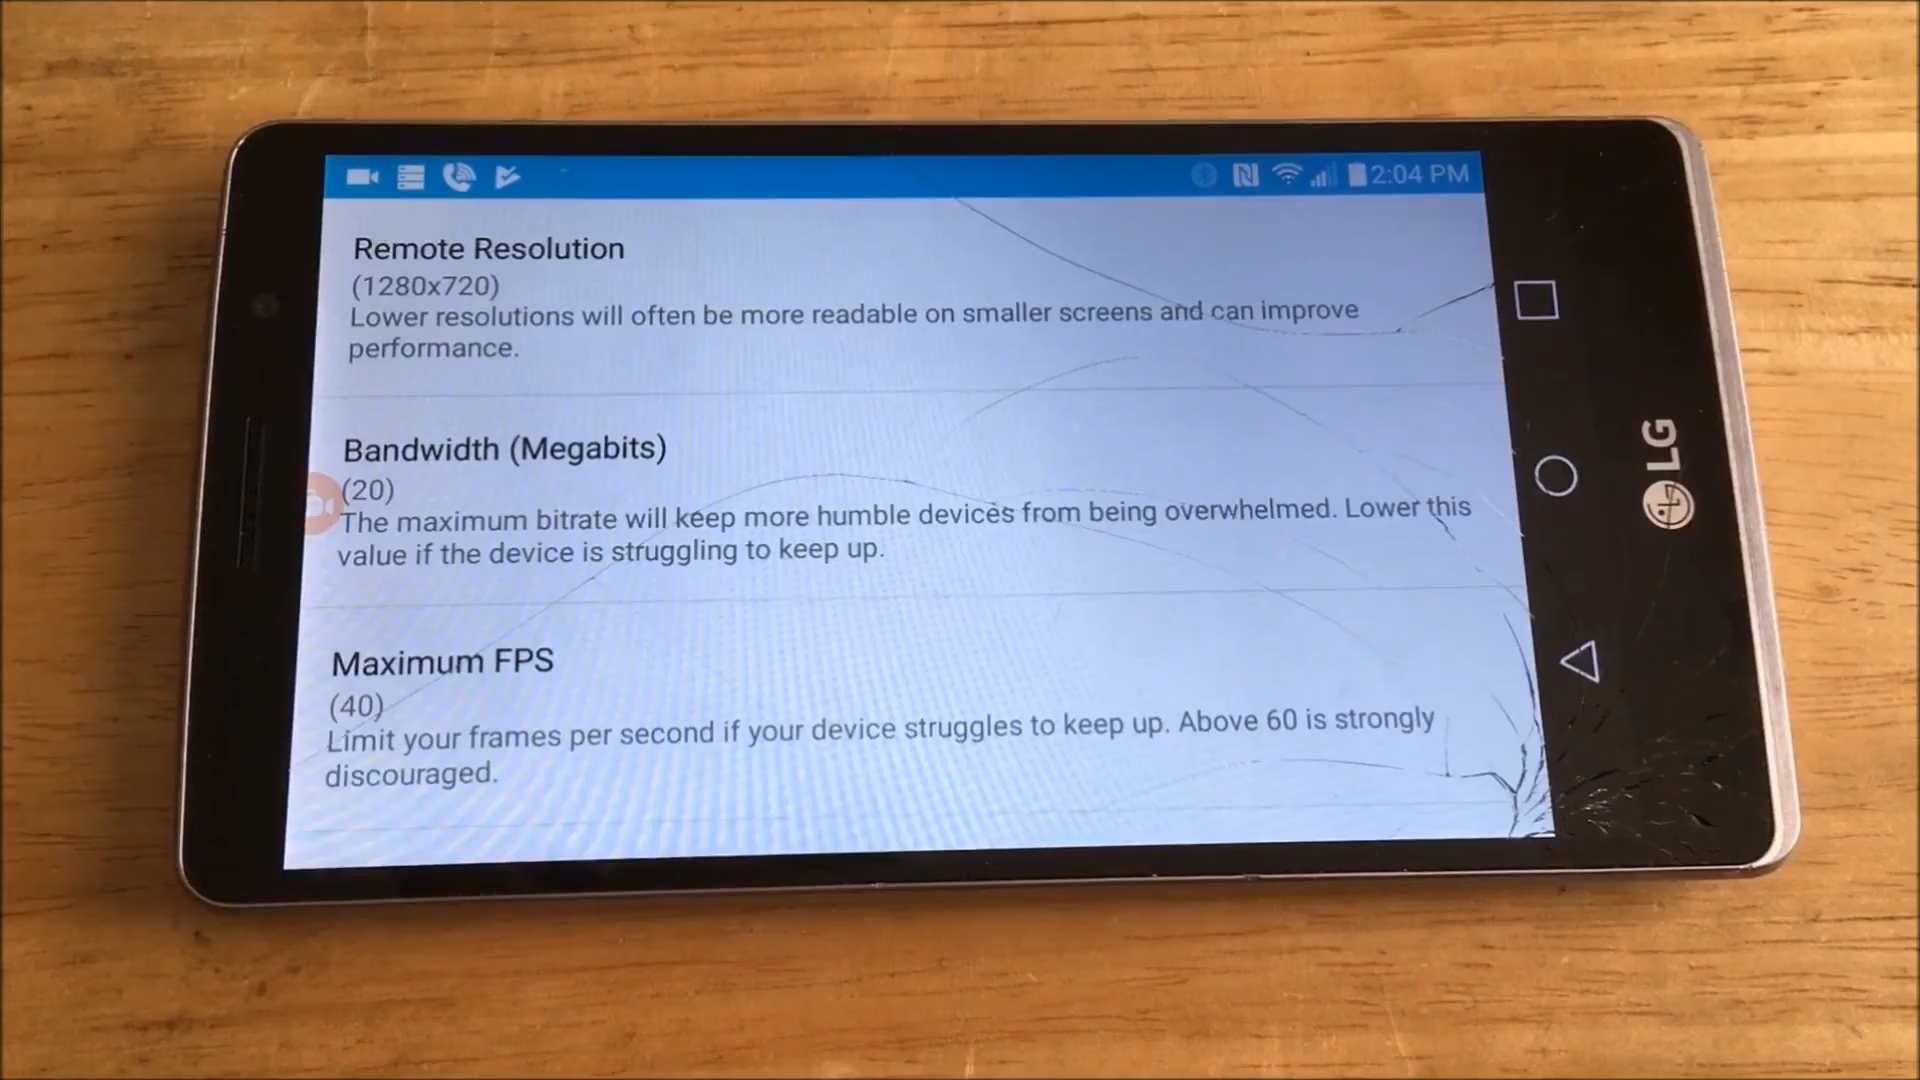 2:04 PM
Remote Resolution
(1280x720)
Lower resolutions will often be more readable on smaller screens and can improve
performance.
Bandwidth (Megabits)
(20)
The maximum bitrate will keep more humble devices from being overwhelmed. Lower this
value if the device is struggling to keep up.
Maximum FPS
(40)
Limit your frames per second if your device struggles to keep up. Above 60 is strongly
discouraged.
LG